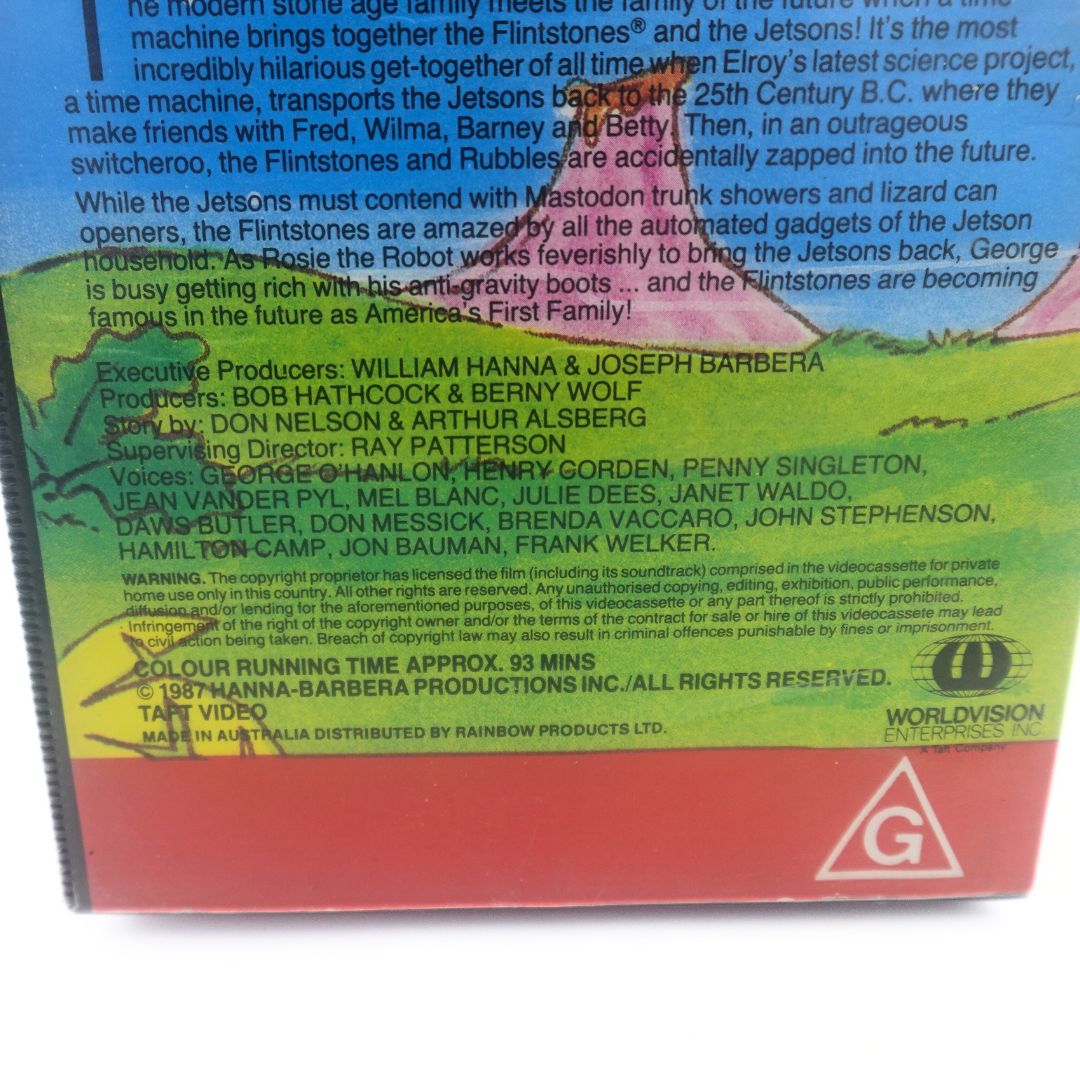 he modern stone age family meets the family of the future when a time
machine brings together the Flintstones® and the Jetsons! It's the most
incredibly hilarious get-together of all time when Elroy's latest science project,
a time machine, transports the Jetsons back to the 25th Century B.C. where they
make friends with Fred, Wilma, Barney and Betty. Then, in an outrageous
switcheroo, the Flintstones and Rubbles are accidentally zapped into the future.
While the Jetsons must contend with Mastodon trunk showers and lizard can
openers, the Flintstones are amazed by all the automated gadgets of the Jetson
household. As Rosie the Robot works feverishly to bring the Jetsons back, George
is busy getting rich with his anti-gravity boots ... and the Flintstones are becoming
famous in the future as America's First Family!
Executive Producers: WILLIAM HANNA & JOSEPH BARBERA
Producers: BOB HATHCOCK & BERNY WOLF
Story by: DON NELSON & ARTHUR ALSBERG
Supervising Director: RAY PATTERSON
Voices: GEORGE O'HANLON, HENRY CORDEN, PENNY SINGLETON,
JEAN VANDER PYL, MEL BLANC, JULIE DEES, JANET WALDO,
DAWS BUTLER, DON MESSICK, BRENDA VACCARO, JOHN STEPHENSON,
HAMILTON CAMP, JON BAUMAN, FRANK WELKER.
WARNING. The copyright proprietor has licensed the film (including its soundtrack) comprised in the videocassette for private
home use only in this country. All other rights are reserved. Any unauthorised copying, editing, exhibition, public performance,
diffusion and/or lending for the aforementioned purposes, of this videocassette or any part thereof is strictly prohibited.
Infringement of the right of the copyright owner and/or the terms of the contract for sale or hire of this videocassete may lead
to civil action being taken. Breach of copyright law may also result in criminal offences punishable by fines or imprisonment.
COLOUR RUNNING TIME APPROX. 93 MINS
© 1987 HANNA-BARBERA PRODUCTIONS INC./ALL RIGHTS RESERVED.
TAFT VIDEO
MADE IN AUSTRALIA DISTRIBUTED BY RAINBOW PRODUCTS LTD.
WORLDVISION
ENTERPRISES INC
A Taft Company
G